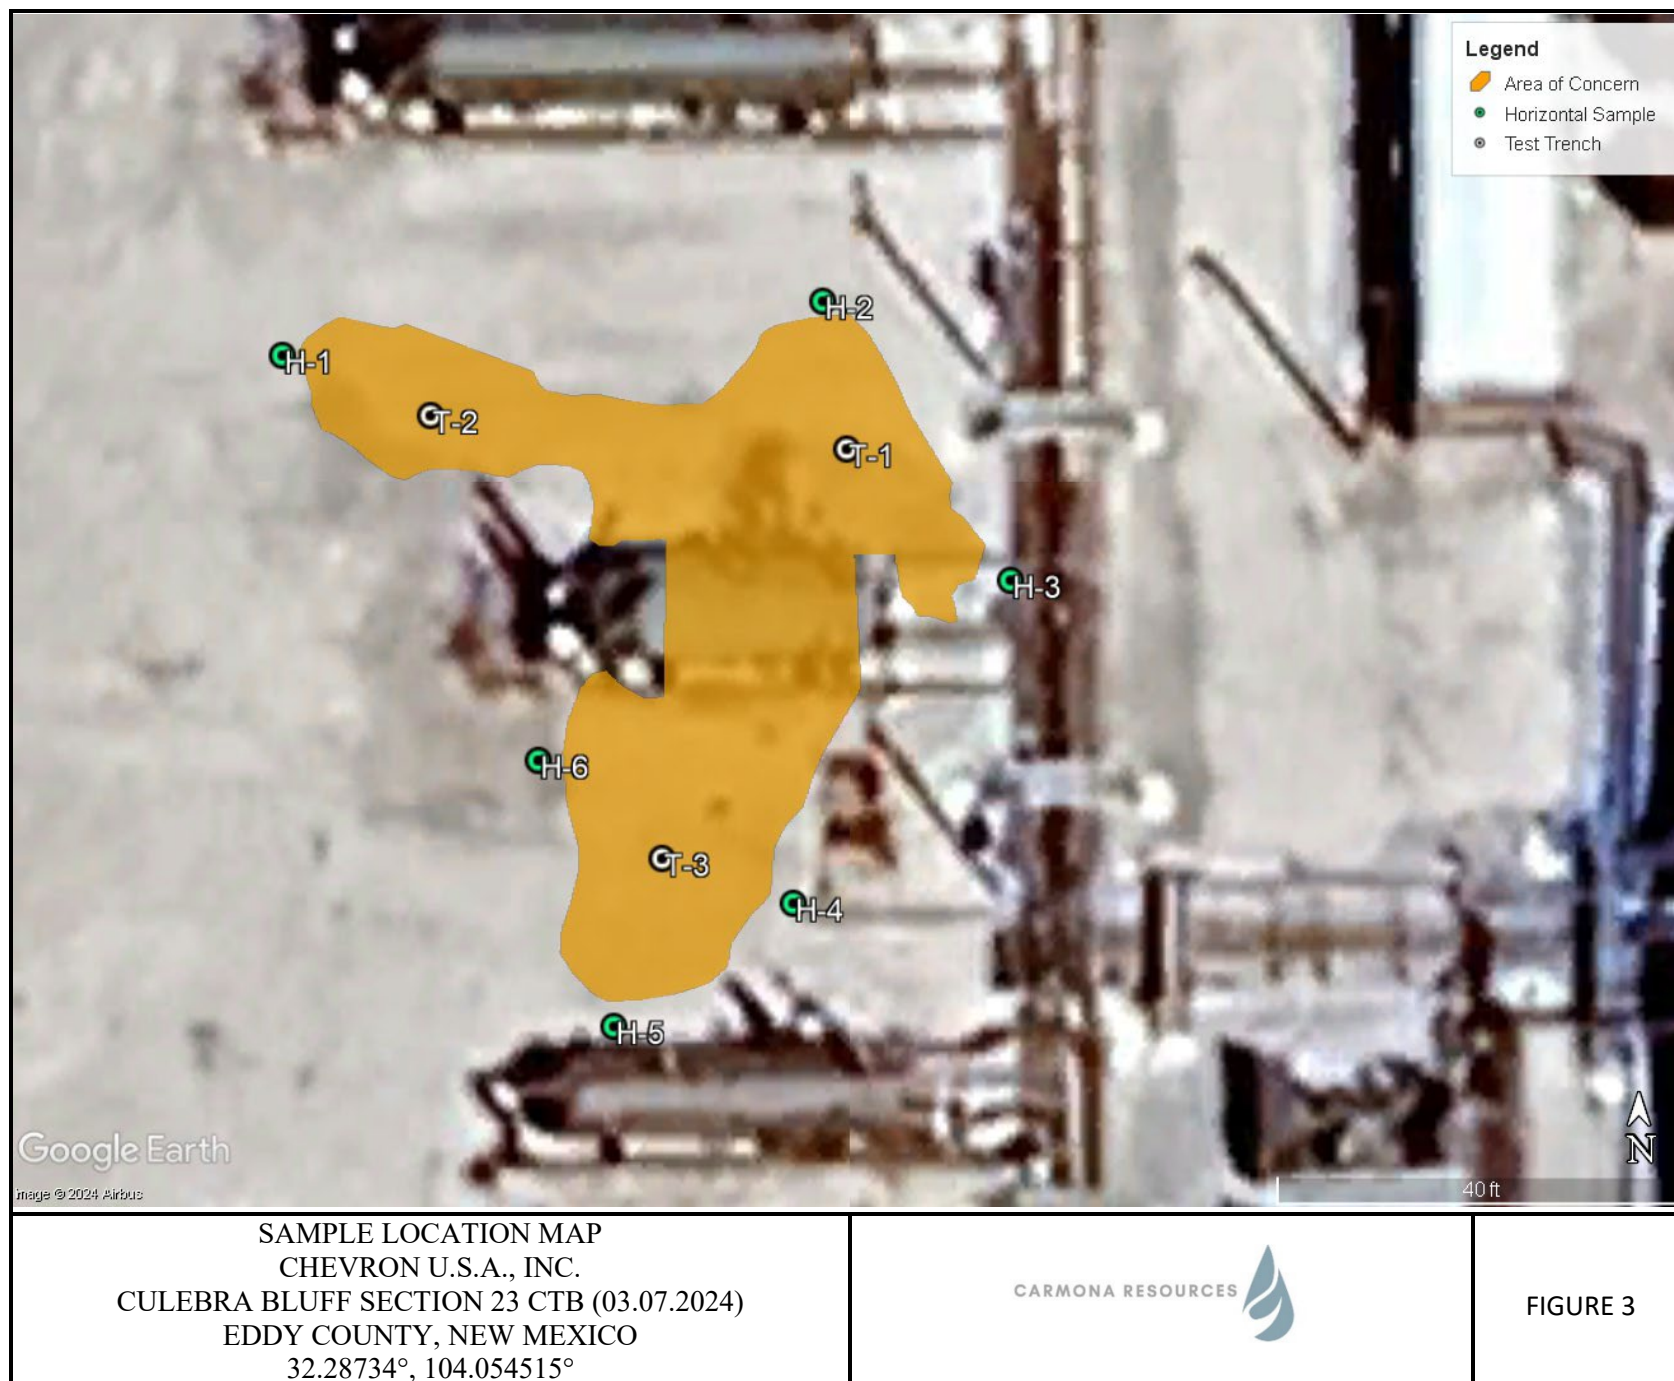 Legend
Area of Concern
Horizontal Sample
Test Trench
H-2
H-1
T-2
T-1
H-3
H-6
T-3
H-4
H-5
Google Earth
Image © 2024 Airbus
N
40 ft
SAMPLE LOCATION MAP
CHEVRON U.S.A., INC.
CULEBRA BLUFF SECTION 23 CTB (03.07.2024)
EDDY COUNTY, NEW MEXICO
32.28734°, 104.054515°
CARMONA RESOURCES
FIGURE 3